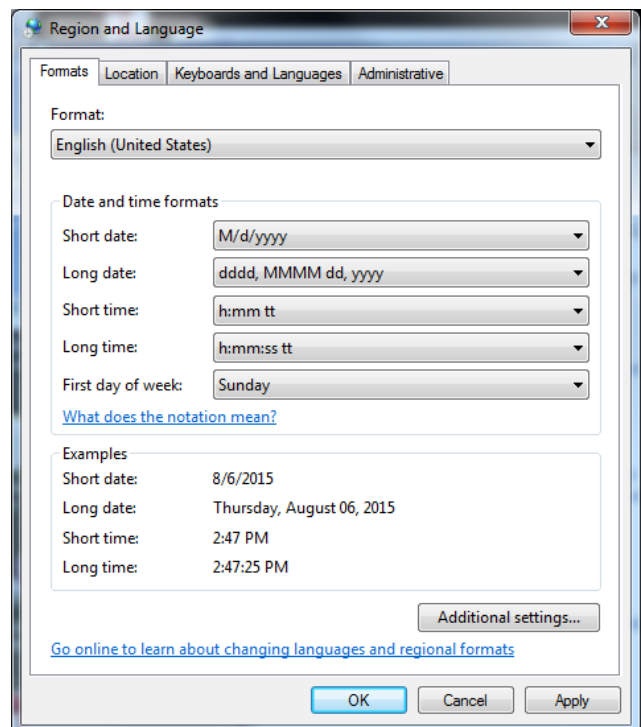 Region and Language
Formats Location Keyboards and Languages Administrative
Format:
English (United States)
Date and time formats
Short date: M/d/yyyy
Long date: dddd, MMMM dd, yyyy
Short time: h:mm tt
Long time: h:mm:ss tt
First day of week: Sunday
What does the notation mean?
Examples
Short date: 8/6/2015
Long date: Thursday, August 06, 2015
Short time: 2:47 PM
Long time: 2:47:25 PM
Additional settings...
Go online to learn about changing languages and regional formats
OK Cancel Apply